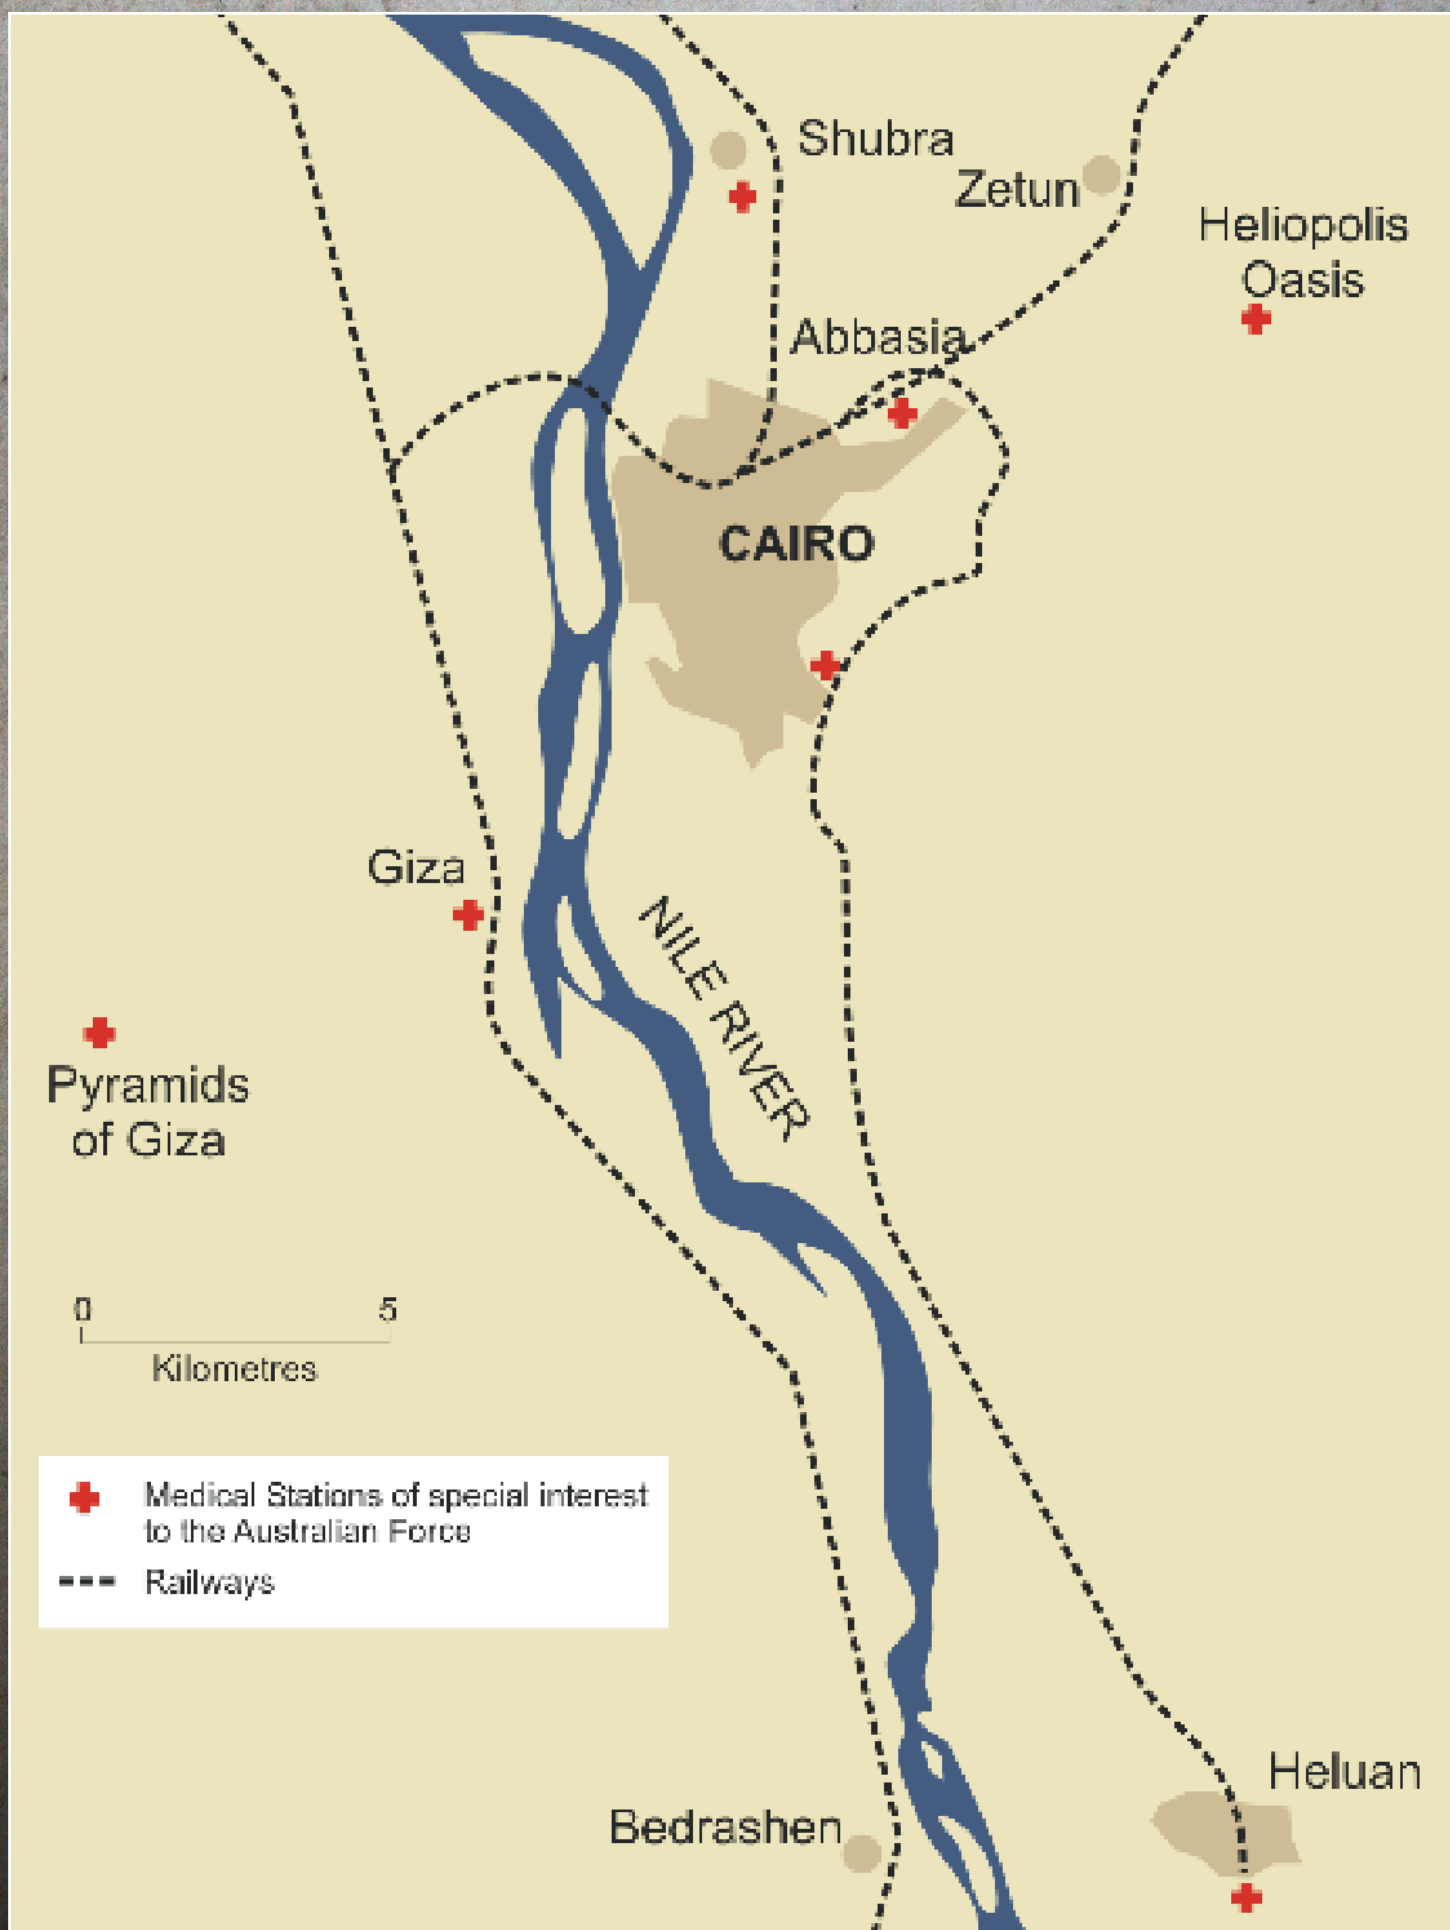 Shubra
Zetun
Heliopolis
Oasis
Abbasia
CAIRO
Giza
NILE RIVER
Pyramids
of Giza
0 5
Kilometres
Medical Stations of special interest
to the Australian Force
Railways
Heluan
Bedrashen